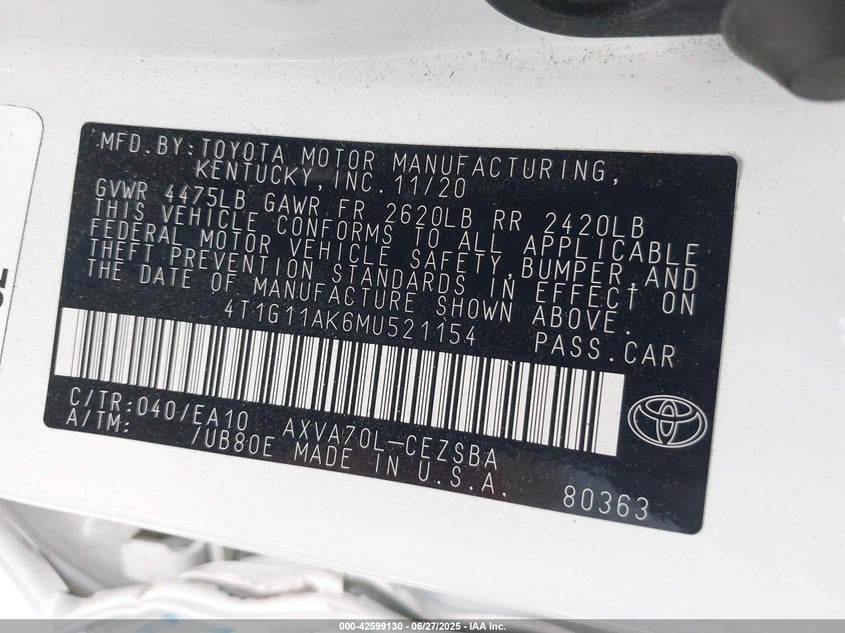 MFD.BY:TOYOTA MOTOR MANUFACTURING,
KENTUCKY,INC.11/20
GVWR 4475LB GAWR FR 2620LB RR 2420LB
THIS VEHICLE CONFORMS TO ALL APPLICABLE
FEDERAL MOTOR VEHICLE SAFETY,BUMPER,AND
THEFT PREVENTION STANDARDS IN EFFECT ON
THE DATE OF MANUFACTURE SHOWN ABOVE.
4T1G11AK6MU521154
PASS.CAR
C/TR:040/EA10 AXVA70L-CEZSBA
A/TM: /UB80E MADE IN U.S.A.
80363
000-42599130 - 06/27/2025 - IAA Inc.